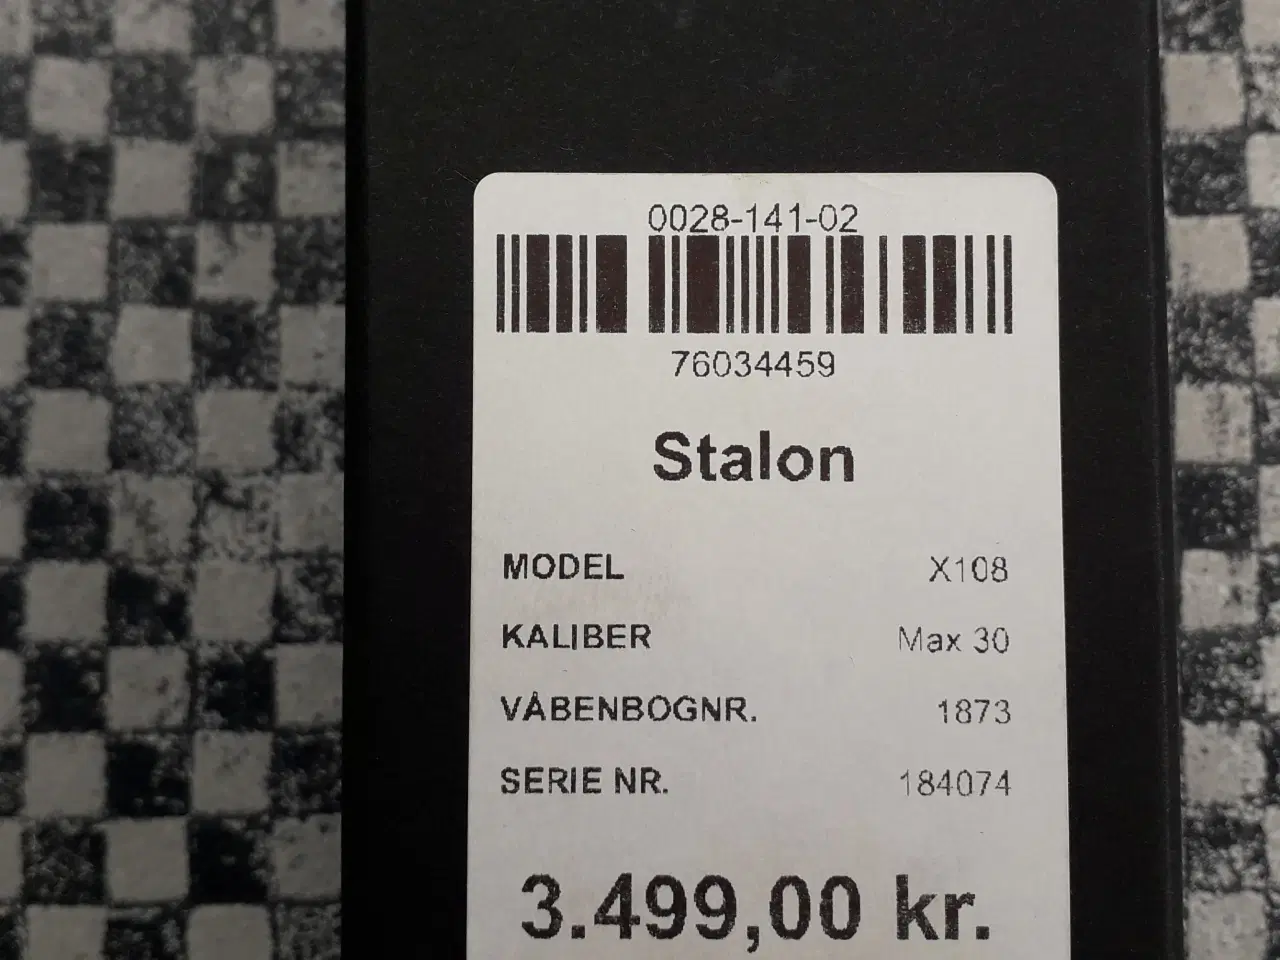 0028-141-02
76034459
Stalon
MODEL X108
KALIBER Max 30
VÅBENBOGNR. 1873
SERIE NR. 184074
3.499,00 kr.